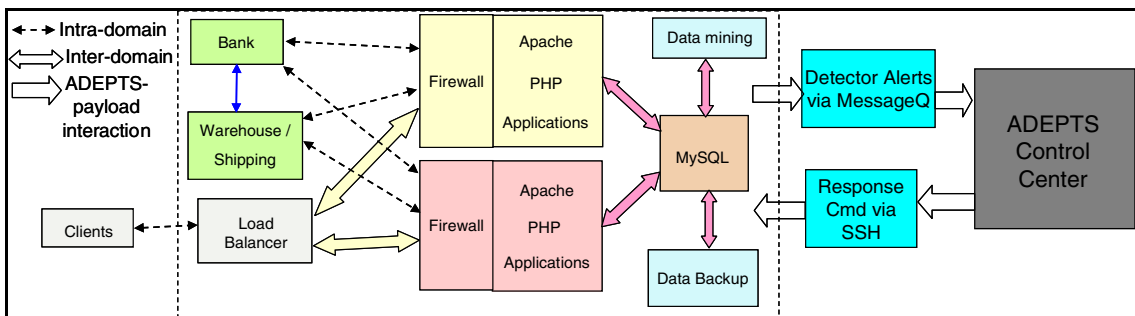 Intra-domain
Inter-domain
ADEPTS-
payload
interaction
Bank
Warehouse /
Shipping
Clients
Load
Balancer
Firewall
Apache
PHP
Applications
Firewall
Apache
PHP
Applications
Data mining
MySQL
Data Backup
Detector Alerts
via MessageQ
Response
Cmd via
SSH
ADEPTS
Control
Center